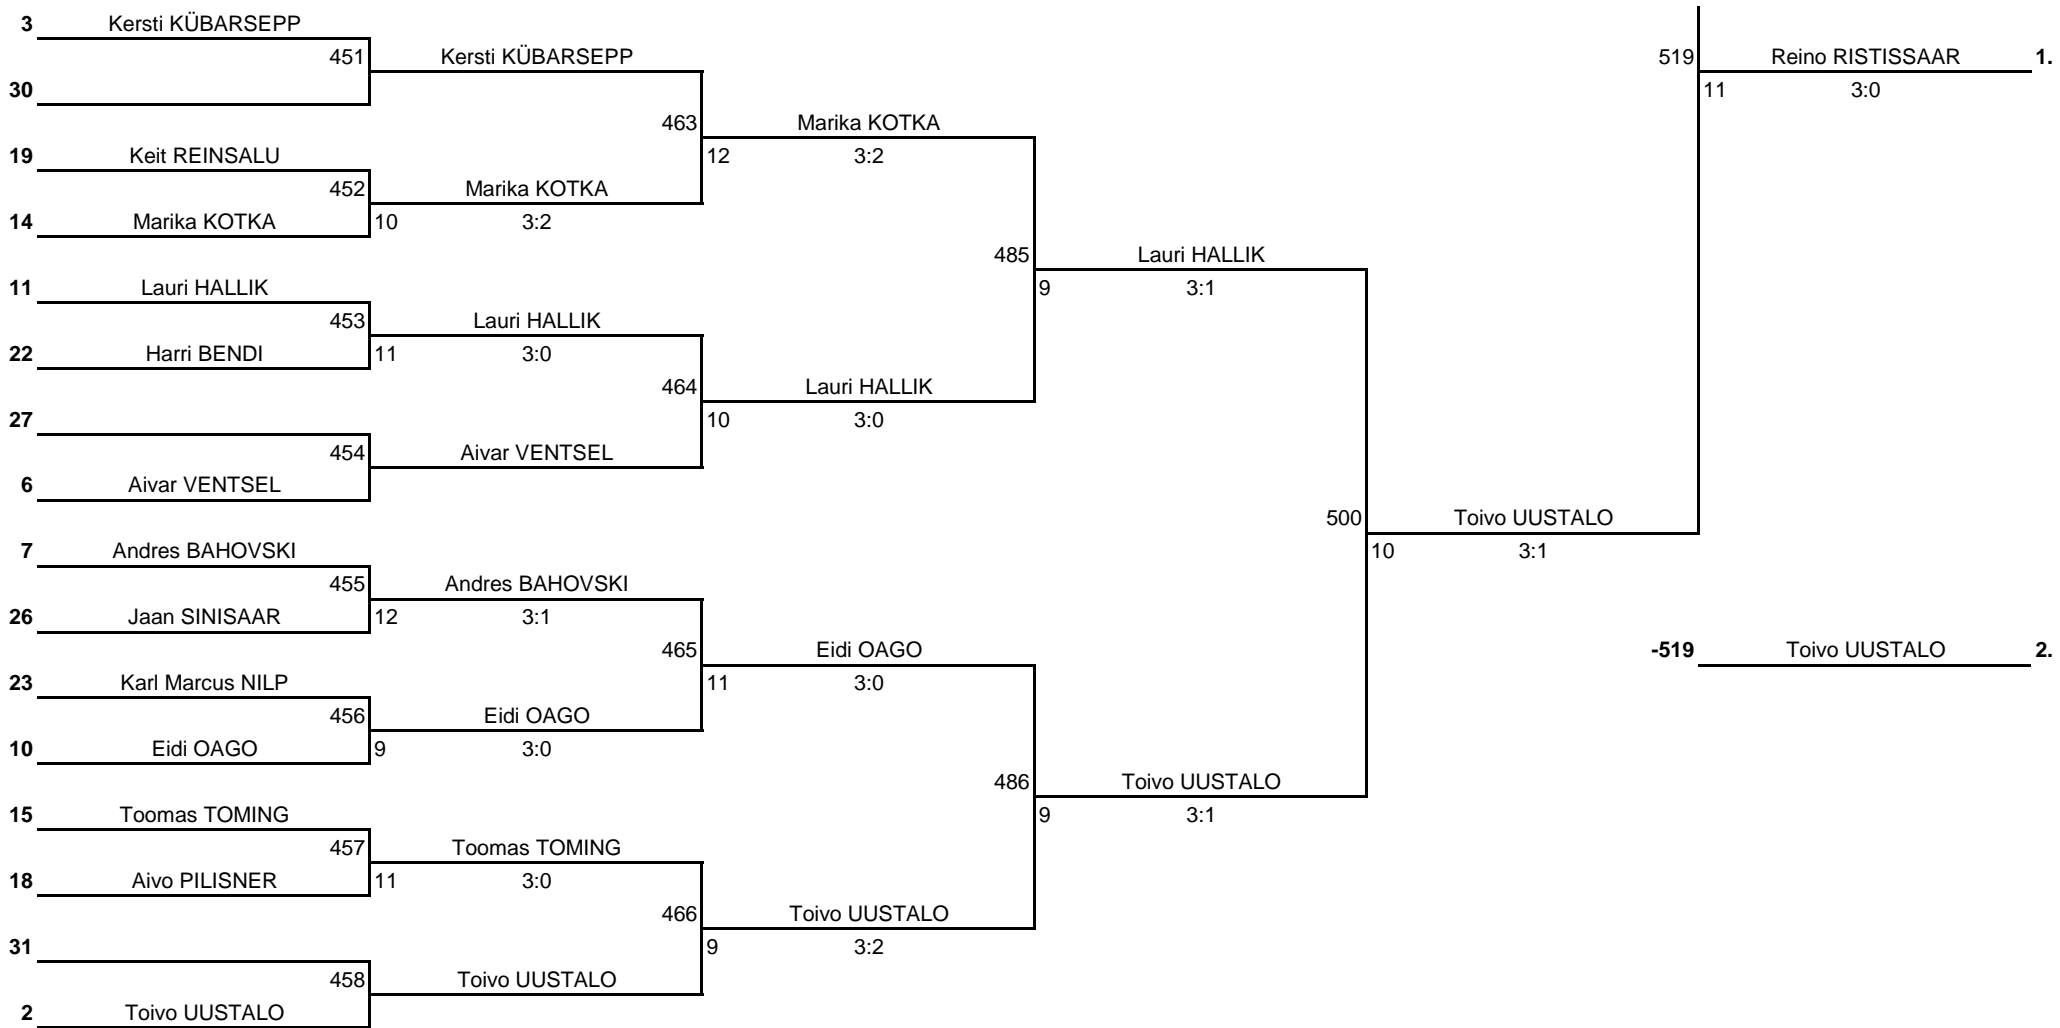 3 Kersti KÜBARSEPP
451 Kersti KÜBARSEPP 519 Reino RISTISSAAR 1.
30 11 3:0
463 Marika KOTKA
19 Keit REINSALU 12 3:2
452 Marika KOTKA
14 Marika KOTKA 10 3:2
485 Lauri HALLIK
11 Lauri HALLIK 9 3:1
453 Lauri HALLIK
22 Harri BENDI 11 3:0
464 Lauri HALLIK
27 10 3:0
454 Aivar VENTSEL
6 Aivar VENTSEL
500 Toivo UUSTALO
7 Andres BAHOVSKI 10 3:1
455 Andres BAHOVSKI
26 Jaan SINISAAR 12 3:1
465 Eidi OAGO -519 Toivo UUSTALO 2.
23 Karl Marcus NILP 11 3:0
456 Eidi OAGO
10 Eidi OAGO 9 3:0
486 Toivo UUSTALO
15 Toomas TOMING 9 3:1
457 Toomas TOMING
18 Aivo PILISNER 11 3:0
466 Toivo UUSTALO
31 9 3:2
458 Toivo UUSTALO
2 Toivo UUSTALO